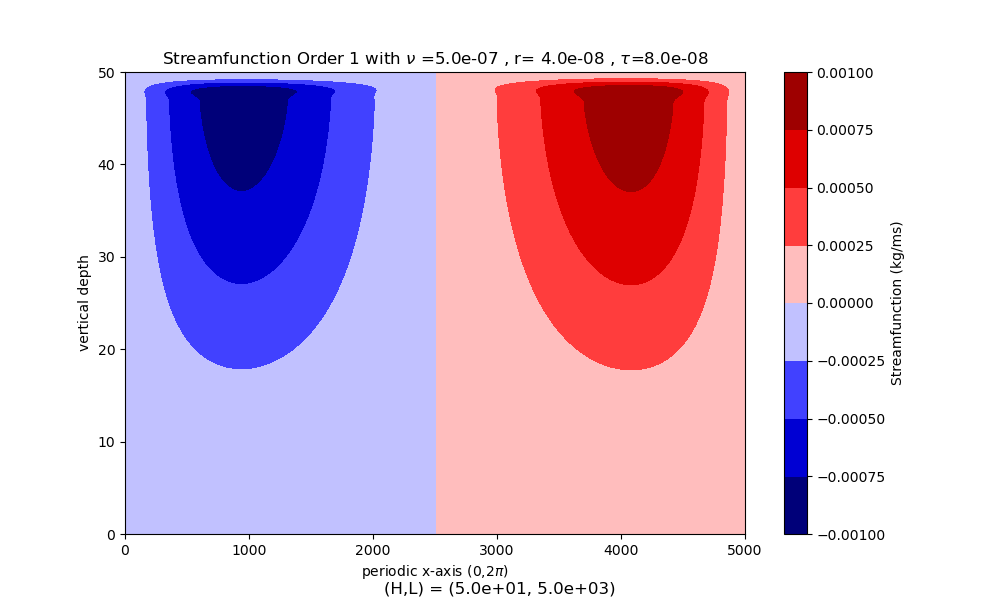 Streamfunction Order 1 with ν =5.0e-07 , r= 4.0e-08 , τ=8.0e-08
50
40
30
20
10
0
vertical depth
0 1000 2000 3000 4000 5000
periodic x-axis (0,2π)
(H,L) = (5.0e+01, 5.0e+03)
0.00100
0.00075
0.00050
0.00025
0.00000
−0.00025
−0.00050
−0.00075
−0.00100
Streamfunction (kg/ms)